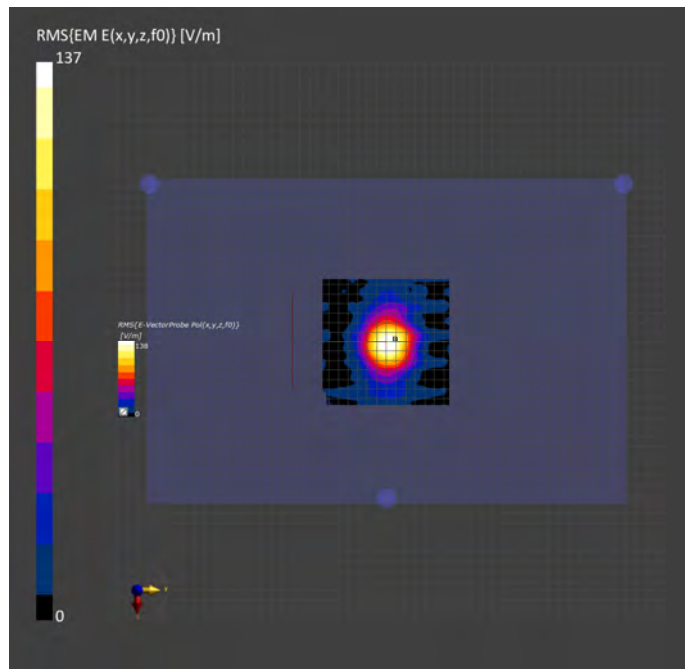 RMS{EM E(x,y,z,f0)} [V/m]
137
RMS{E-VectorProbe Pol(x,y,z,f0)}
[V/m]
138
0
0